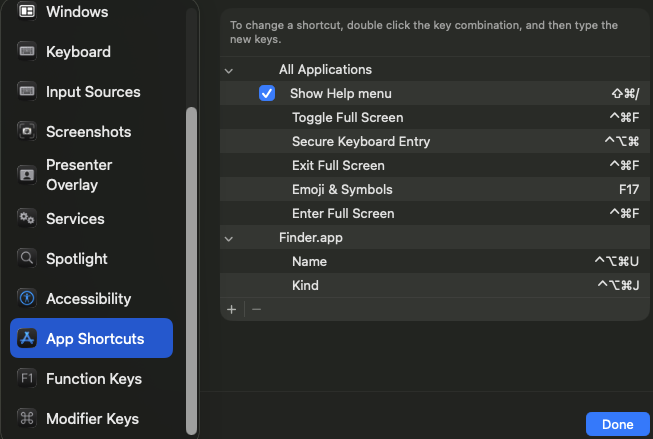 Windows
Keyboard
Input Sources
Screenshots
Presenter
Overlay
Services
Spotlight
Accessibility
App Shortcuts
F1 Function Keys
Modifier Keys
To change a shortcut, double click the key combination, and then type the
new keys.
All Applications
Show Help menu ⇧⌘/
Toggle Full Screen ^⌘F
Secure Keyboard Entry ^⌥⌘
Exit Full Screen ^⌘F
Emoji & Symbols F17
Enter Full Screen ^⌘F
Finder.app
Name ^⌥⌘U
Kind ^⌥⌘J
+ −
Done